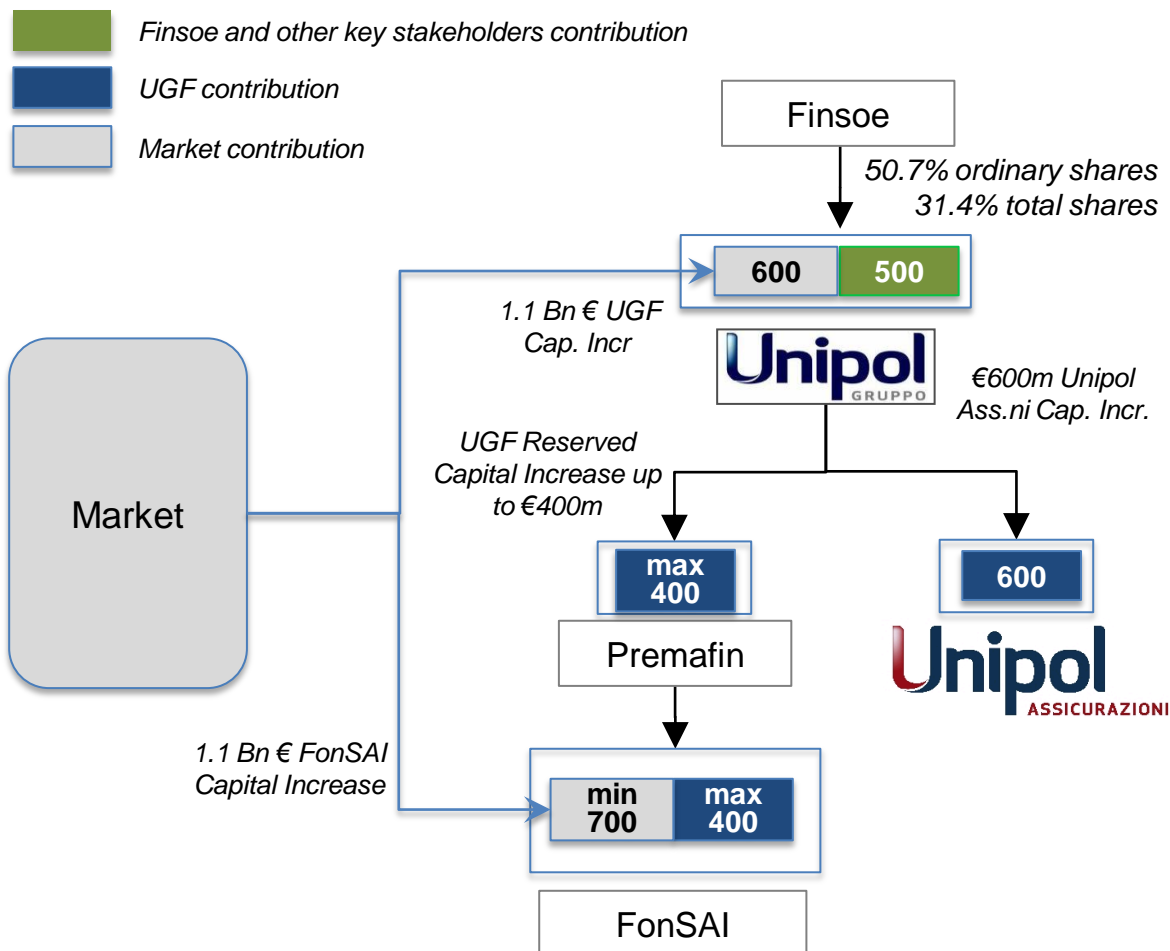 Finsoe and other key stakeholders contribution
UGF contribution
Market contribution
Finsoe
50.7% ordinary shares
31.4% total shares
600
500
1.1 Bn € UGF
Cap. Incr
Unipol
GRUPPO
€600m Unipol
Ass.ni Cap. Incr.
UGF Reserved
Capital Increase up
to €400m
Market
max
400
600
Premafin
Unipol
ASSICURAZIONI
1.1 Bn € FonSAI
Capital Increase
min
700
max
400
FonSAI